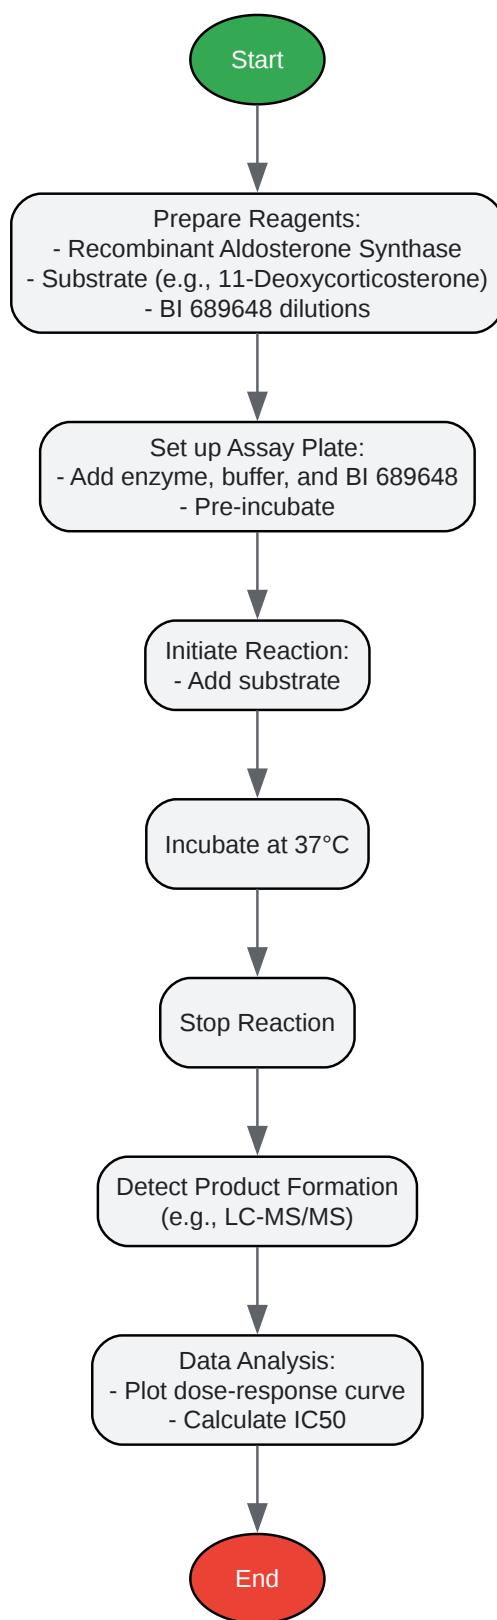 Start
Prepare Reagents:
- Recombinant Aldosterone Synthase
- Substrate (e.g., 11-Deoxycorticosterone)
- BI 689648 dilutions
Set up Assay Plate:
- Add enzyme, buffer, and BI 689648
- Pre-incubate
Initiate Reaction:
- Add substrate
Incubate at 37°C
Stop Reaction
Detect Product Formation
(e.g., LC-MS/MS)
Data Analysis:
- Plot dose-response curve
- Calculate IC50
End